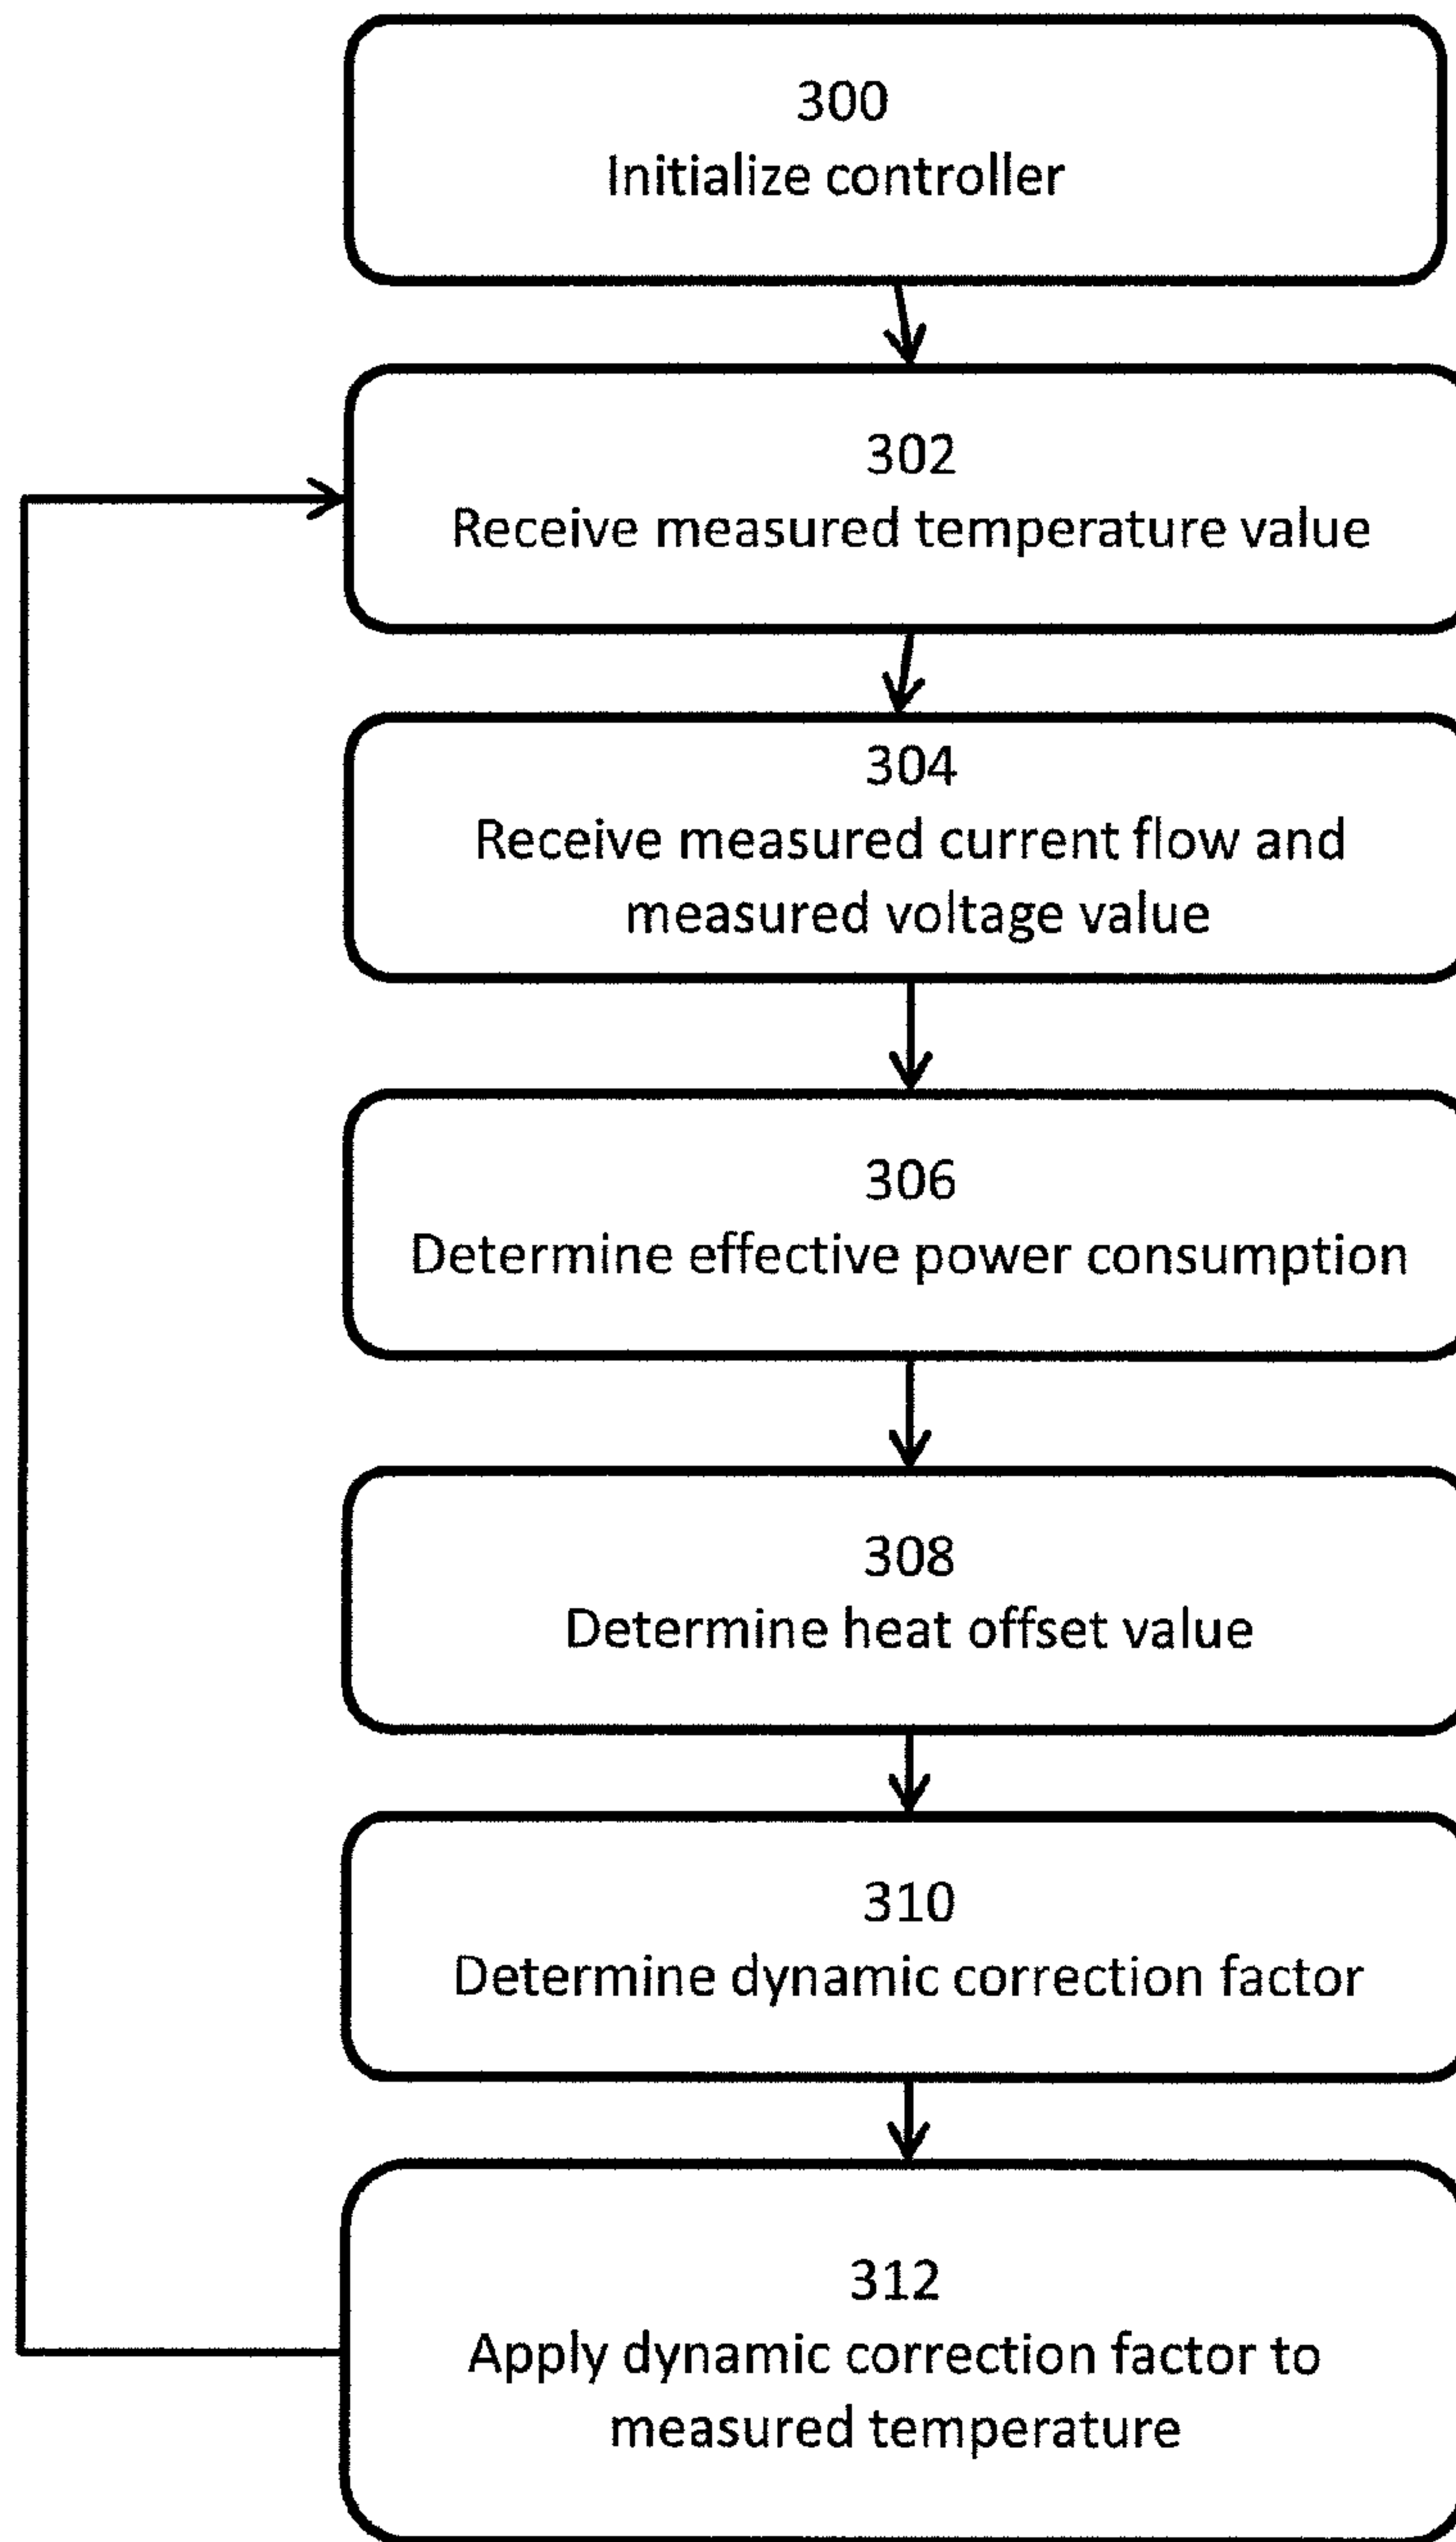 300
Initialize controller
302
Receive measured temperature value
304
Receive measured current flow and
measured voltage value
306
Determine effective power consumption
308
Determine heat offset value
310
Determine dynamic correction factor
312
Apply dynamic correction factor to
measured temperature